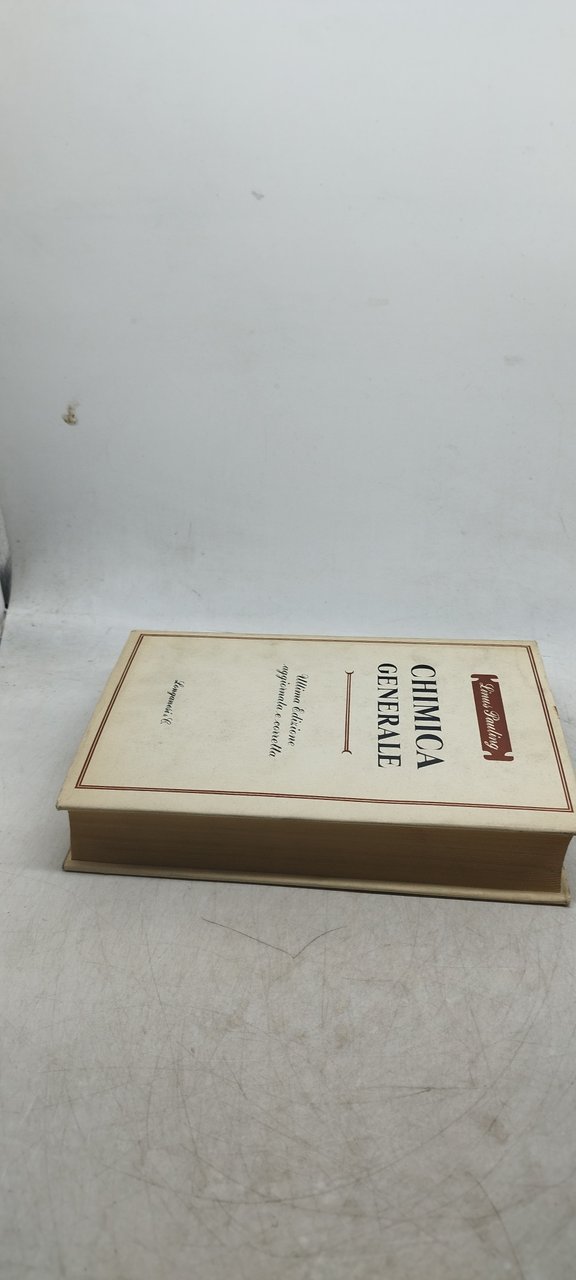 Linus Pauling
CHIMICA
GENERALE
Ultima Edizione
aggiornata e corretta
Longanesi & C.